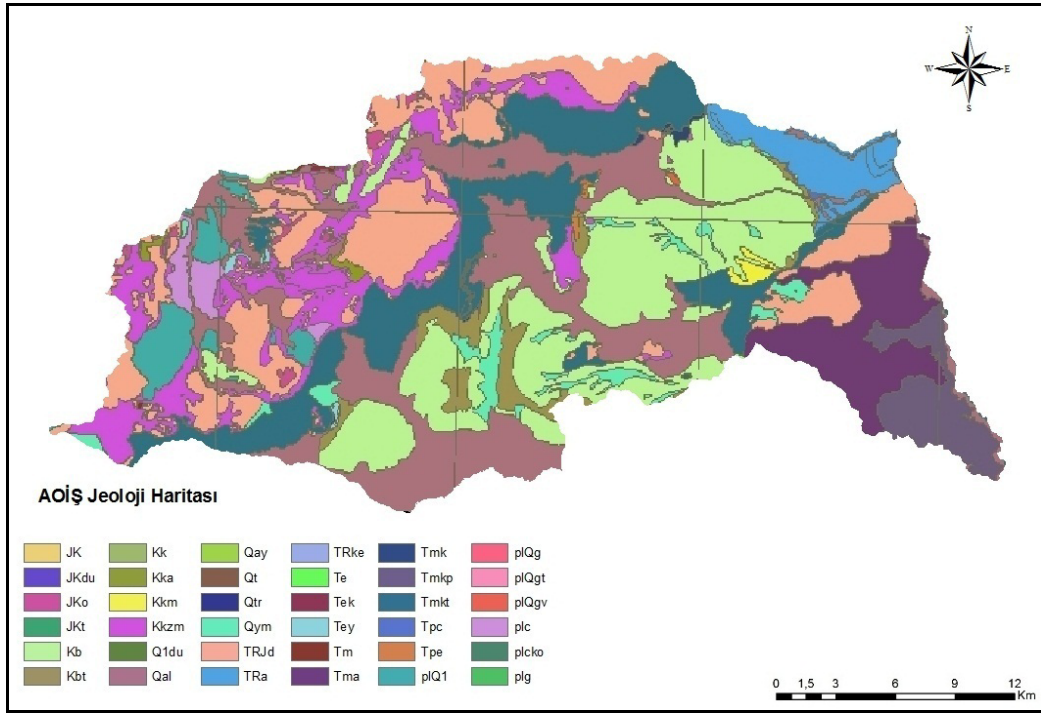 N
W E
S
AOİŞ Jeoloji Haritası
JK Kk Qay TRke Tmk plQg
JKdu Kka Qt Te Tmkp plQgt
JKo Kkm Qtr Tek Tmkt plQgv
JKt Kkzm Qym Tey Tpc plc
Kb Q1du TRJd Tm Tpe plcko
Kbt Qal TRa Tma plQ1 plg
0 1,5 3 6 9 12
Km